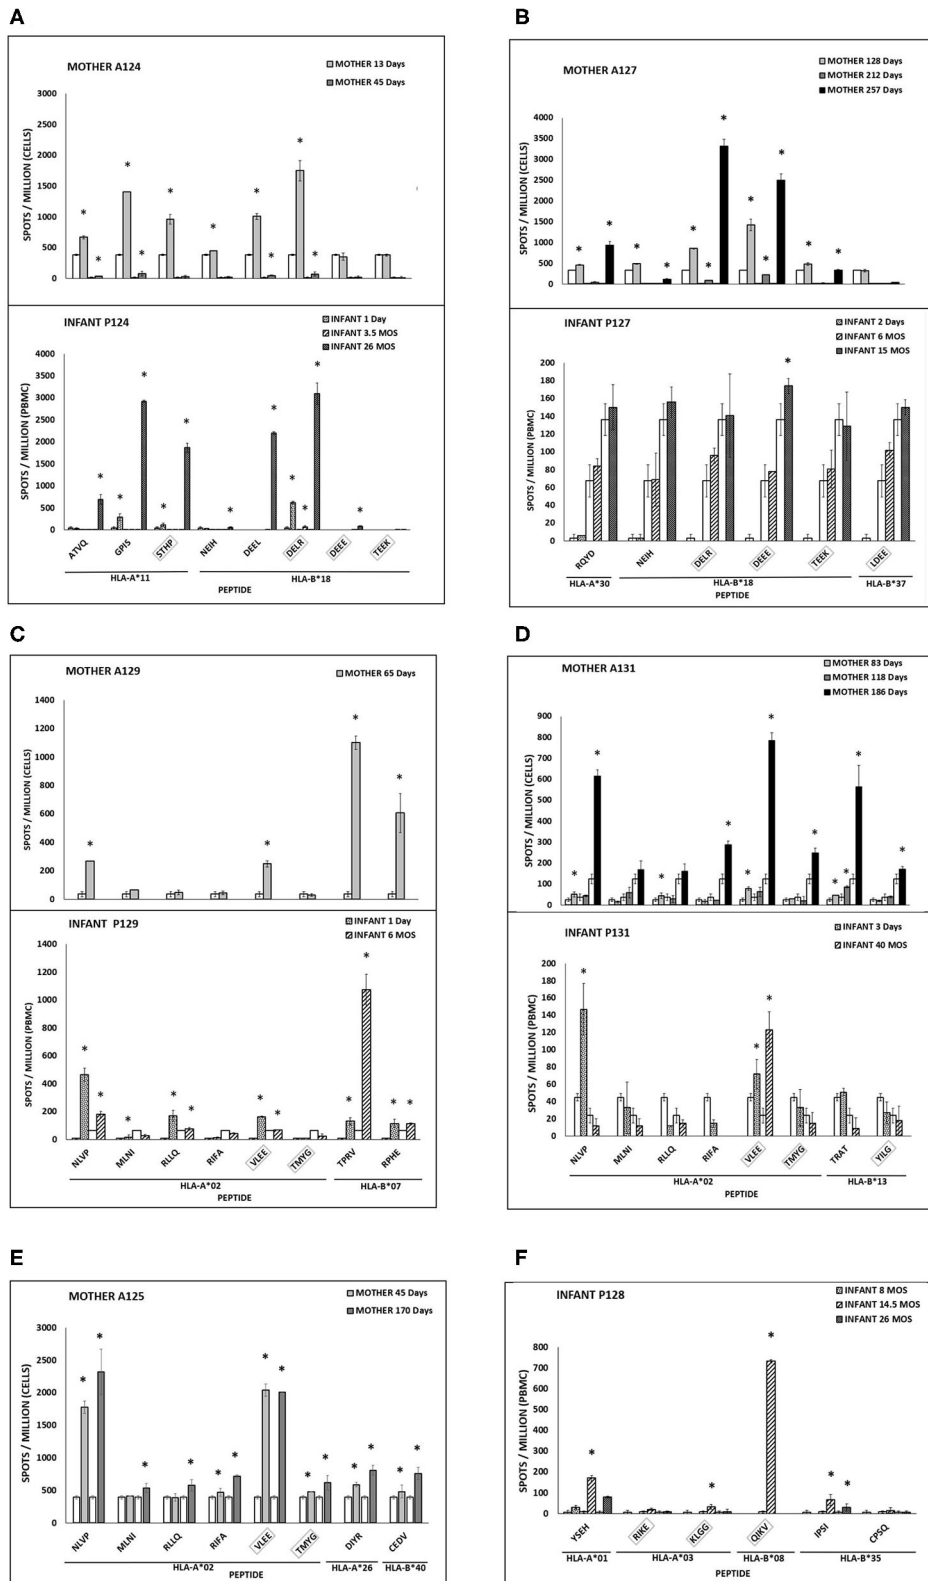 A
MOTHER A124
MOTHER 13 Days
MOTHER 45 Days
SPOTS / MILLION (CELLS)
3000
2500
2000
1500
1000
500
0
* * * * * * * * * *
INFANT P124
INFANT 1 Day
INFANT 3.5 MOS
INFANT 26 MOS
SPOTS / MILLION (PBMC)
4000
3500
3000
2500
2000
1500
1000
500
0
* * * * * * * * * * *
ATVQ GPIS STHP NEIH DEEL DELR DEEE TEEK
HLA-A*11 HLA-B*18
PEPTIDE
B
MOTHER A127
MOTHER 128 Days
MOTHER 212 Days
MOTHER 257 Days
SPOTS / MILLION (CELLS)
4000
3500
3000
2500
2000
1500
1000
500
0
* * * * * * * * * * * *
INFANT P127
INFANT 2 Days
INFANT 6 MOS
INFANT 15 MOS
SPOTS / MILLION (PBMC)
200
180
160
140
120
100
80
60
40
20
0
*
RQYD NEIH DELR DEEE TEEK LDEE
HLA-A*30 HLA-B*18 HLA-B*37
PEPTIDE
C
MOTHER A129
MOTHER 65 Days
SPOTS / MILLION (CELLS)
1400
1200
1000
800
600
400
200
0
* * * *
INFANT P129
INFANT 1 Day
INFANT 6 MOS
SPOTS / MILLION (PBMC)
1400
1200
1000
800
600
400
200
0
* * * * * * * * * *
NLVP MLNI RLLQ RIFA VLEE TMYG TPRV RPHE
HLA-A*02 HLA-B*07
PEPTIDE
D
MOTHER A131
MOTHER 83 Days
MOTHER 118 Days
MOTHER 186 Days
SPOTS / MILLION (CELLS)
900
800
700
600
500
400
300
200
100
0
* * * * * * * * * * *
INFANT P131
INFANT 3 Days
INFANT 40 MOS
SPOTS / MILLION (PBMC)
200
180
160
140
120
100
80
60
40
20
0
* * *
NLVP MLNI RLLQ RIFA VLEE TMYG TRAT YILG
HLA-A*02 HLA-B*13
PEPTIDE
E
MOTHER A125
MOTHER 45 Days
MOTHER 170 Days
SPOTS / MILLION (CELLS)
3000
2500
2000
1500
1000
500
0
* * * * * * * * * * * * * *
NLVP MLNI RLLQ RIFA VLEE TMYG DIYR CEDV
HLA-A*02 HLA-A*26 HLA-B*40
PEPTIDE
F
INFANT P128
INFANT 8 MOS
INFANT 14.5 MOS
INFANT 26 MOS
SPOTS / MILLION (PBMC)
800
700
600
500
400
300
200
100
0
* * * * *
YSEH RIKE KLGG QIKV IPSI CPSQ
HLA-A*01 HLA-A*03 HLA-B*08 HLA-B*35
PEPTIDE